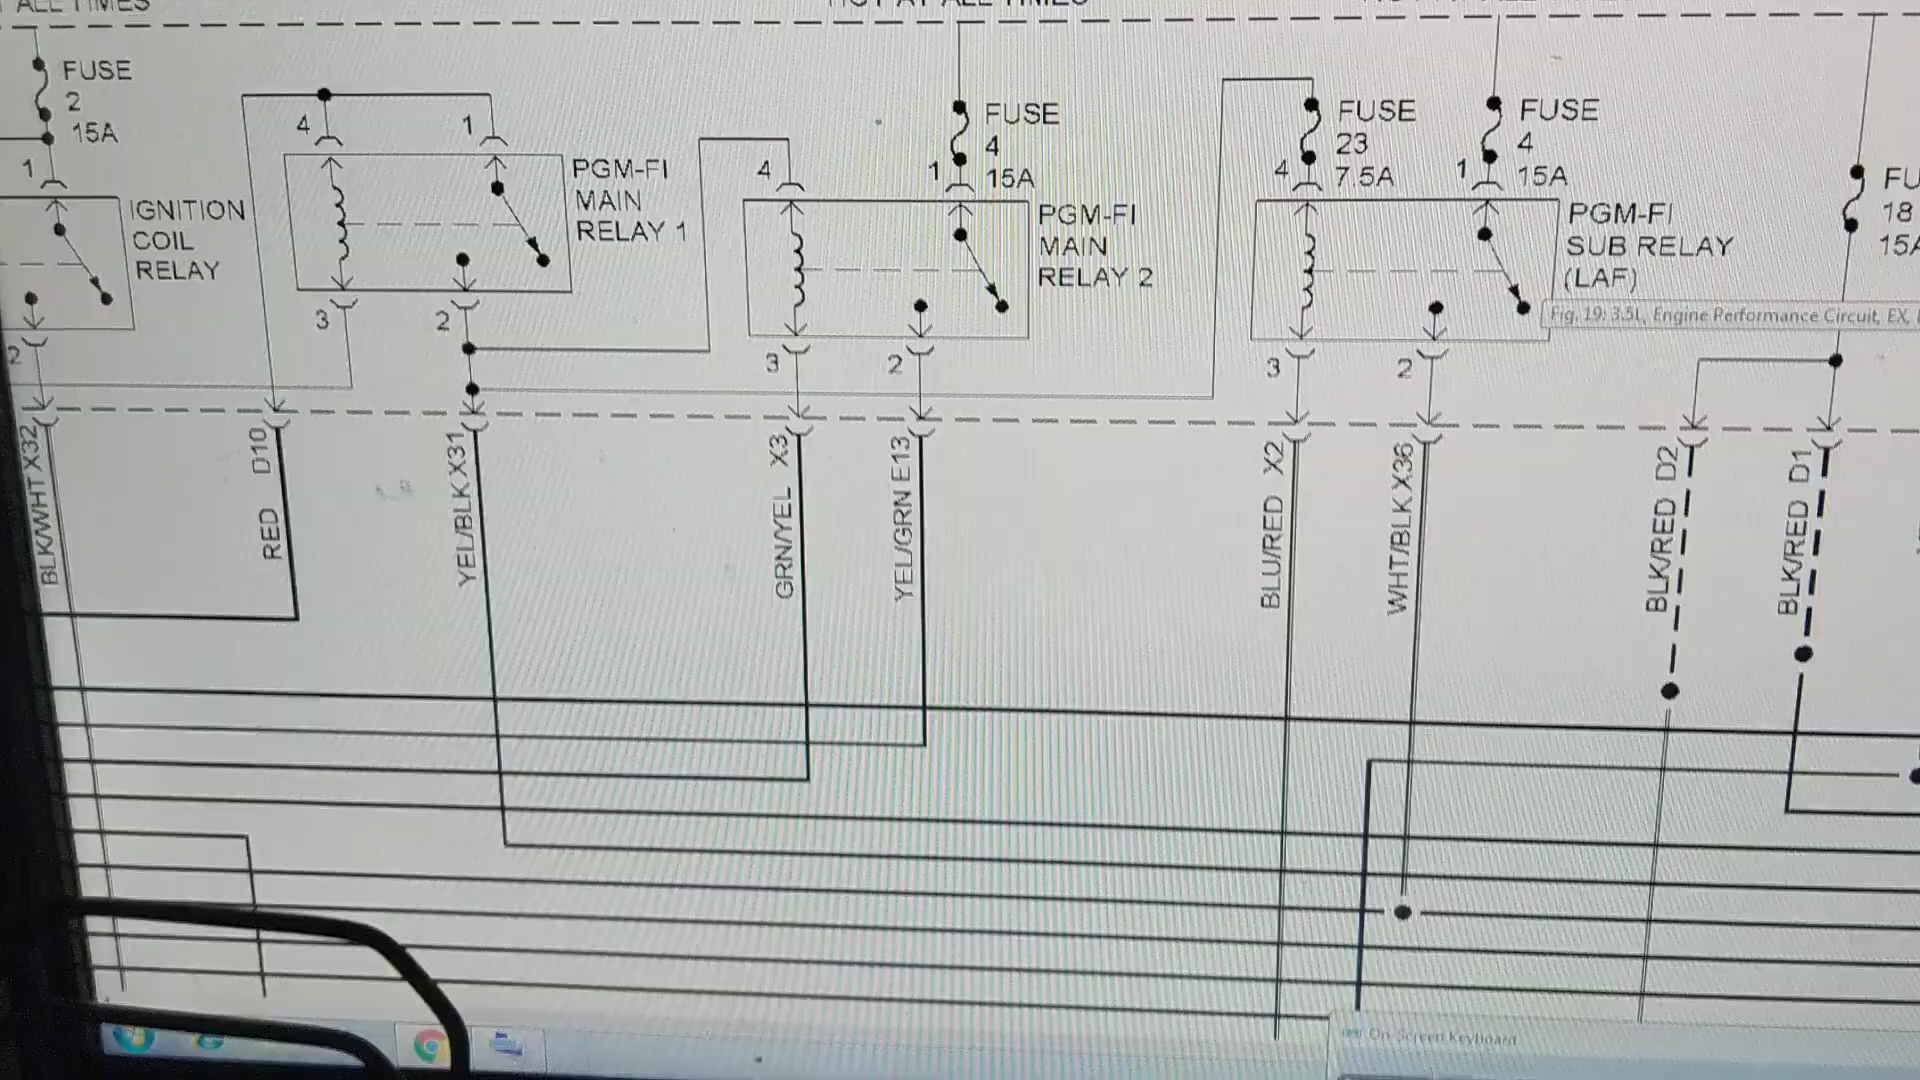 ALL TIMES
HOT AT ALL TIMES
FUSE
2
15A
1
IGNITION
COIL
RELAY
2
4
1
PGM-FI
MAIN
RELAY 1
3
2
FUSE
4
15A
4
1
PGM-FI
MAIN
RELAY 2
3
2
FUSE
23
7.5A
4
FUSE
4
15A
1
PGM-FI
SUB RELAY
(LAF)
3
2
FU
18
15A
Fig. 19: 3.5L, Engine Performance Circuit, EX,
BLK/WHT X32
RED D10
YEL/BLK X31
GRN/YEL X3
YEL/GRN E13
BLU/RED X2
WHT/BLK X36
BLK/RED D2
BLK/RED D1
On-Screen Keyboard